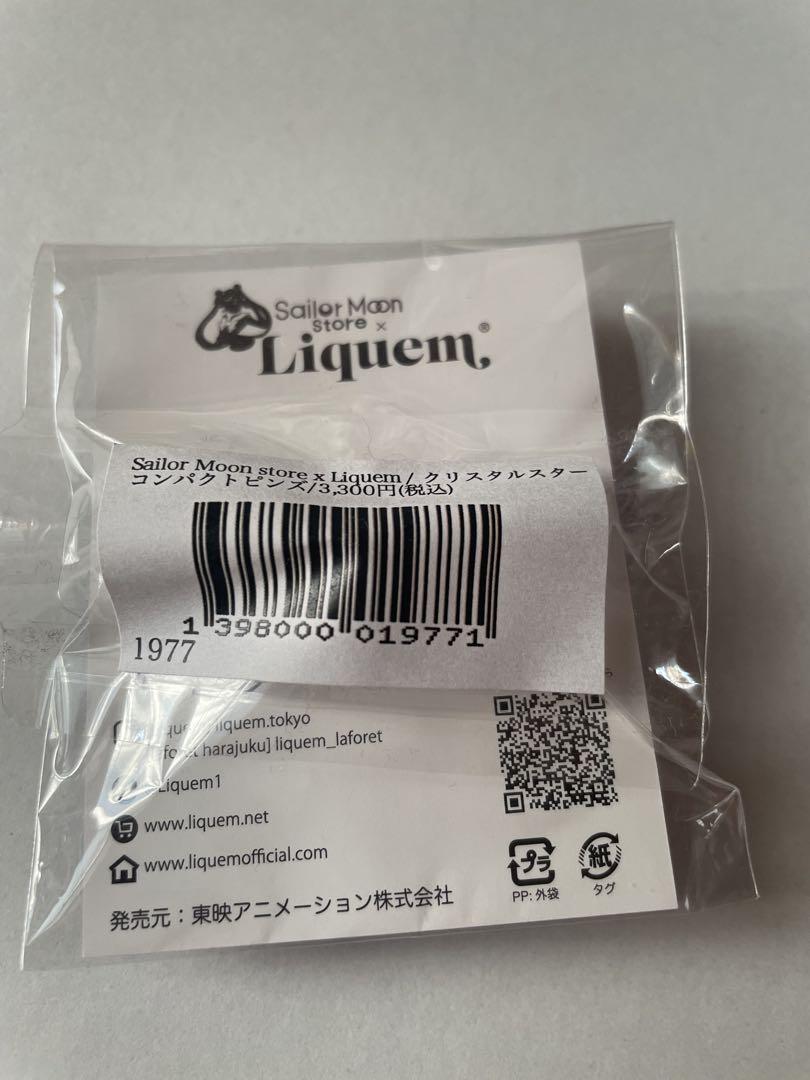 Sailor Moon
store ×
Liquem®
Sailor Moon store x Liquem / クリスタルスター
コンパクトピンズ/3,300円(税込)
1 398000 019771
1977
liquem.tokyo
harajuku] liquem_laforet
Liquem1
www.liquem.net
www.liquemofficial.com
プラ
紙
PP: 外袋
タグ
発売元：東映アニメーション株式会社